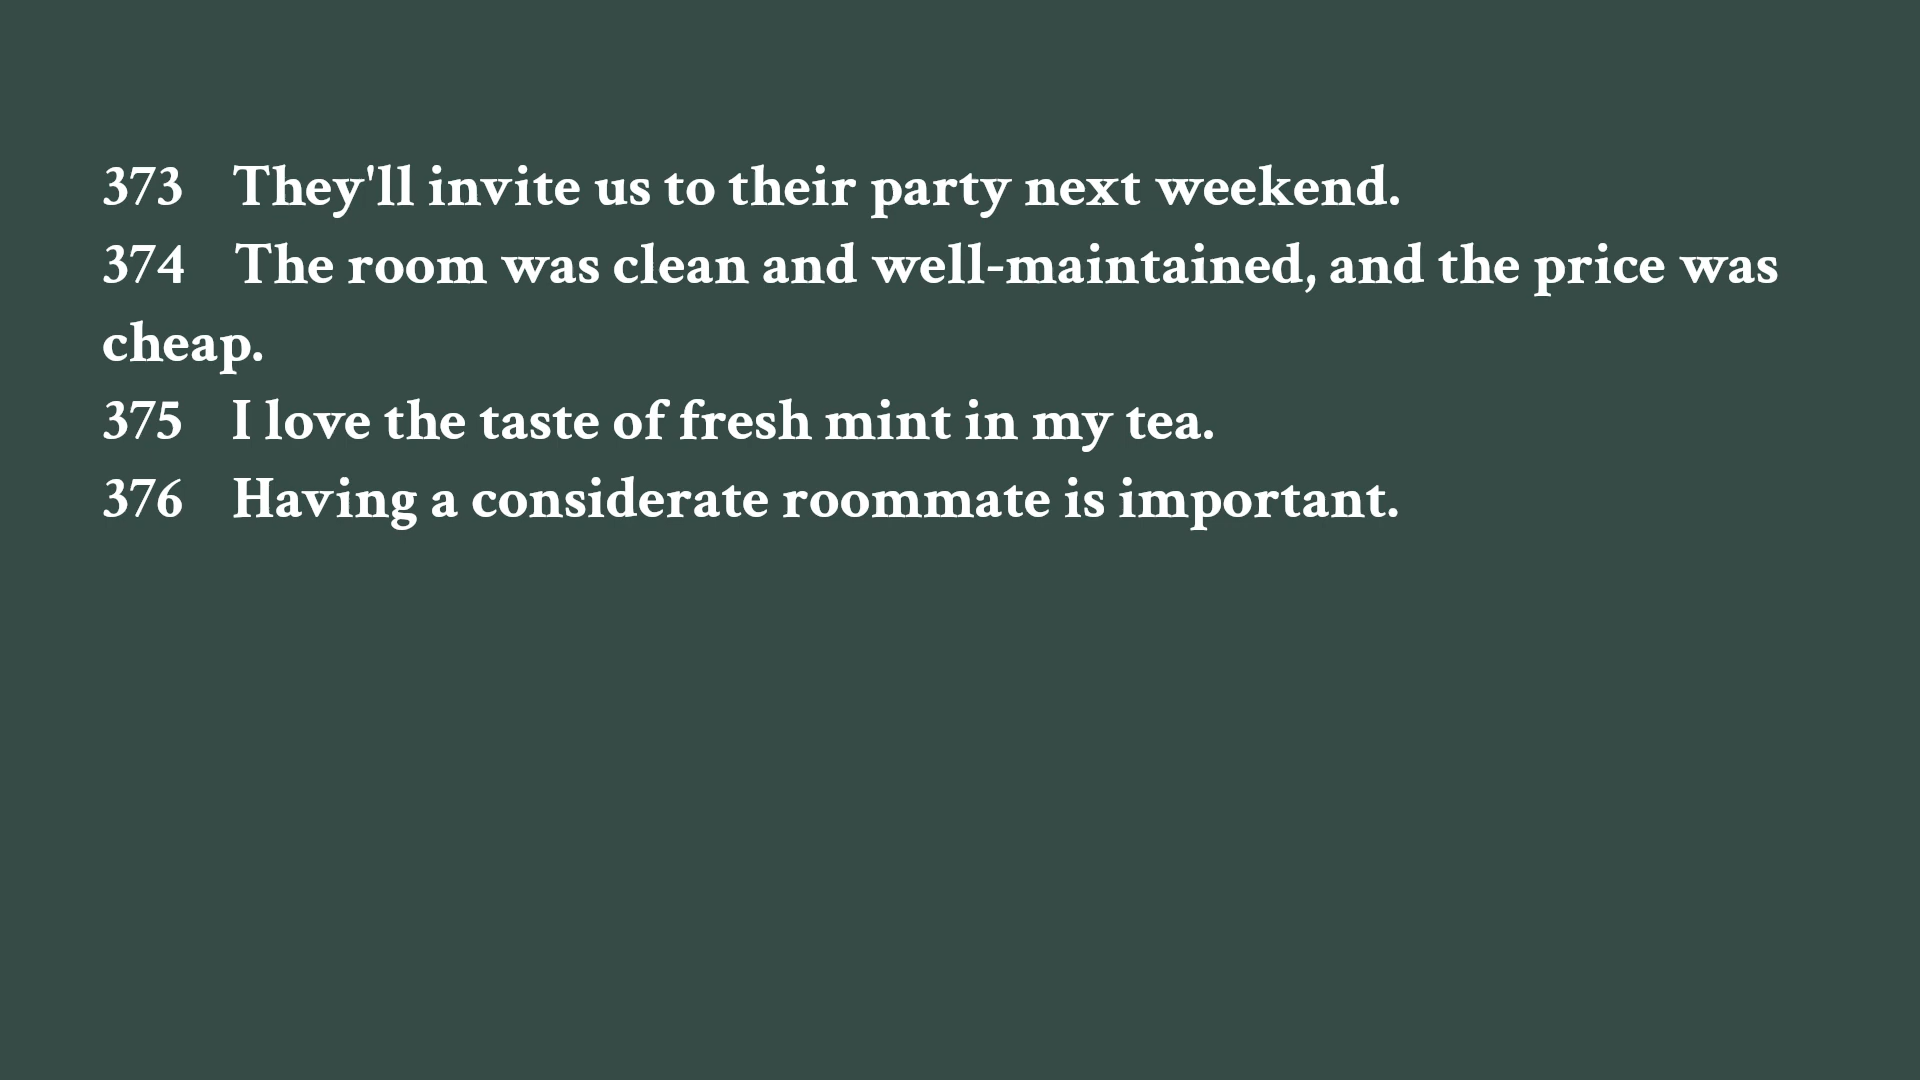 373 They'll invite us to their party next weekend.
374 The room was clean and well-maintained, and the price was
cheap.
375 I love the taste of fresh mint in my tea.
376 Having a considerate roommate is important.